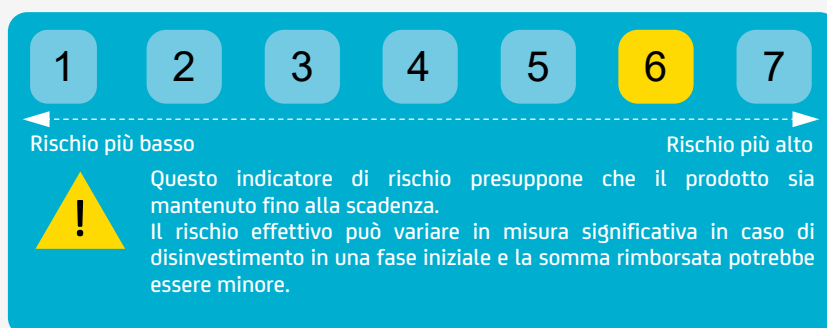 1 2 3 4 5 6 7
Rischio più basso Rischio più alto
!
Questo indicatore di rischio presuppone che il prodotto sia
mantenuto fino alla scadenza.
Il rischio effettivo può variare in misura significativa in caso di
disinvestimento in una fase iniziale e la somma rimborsata potrebbe
essere minore.